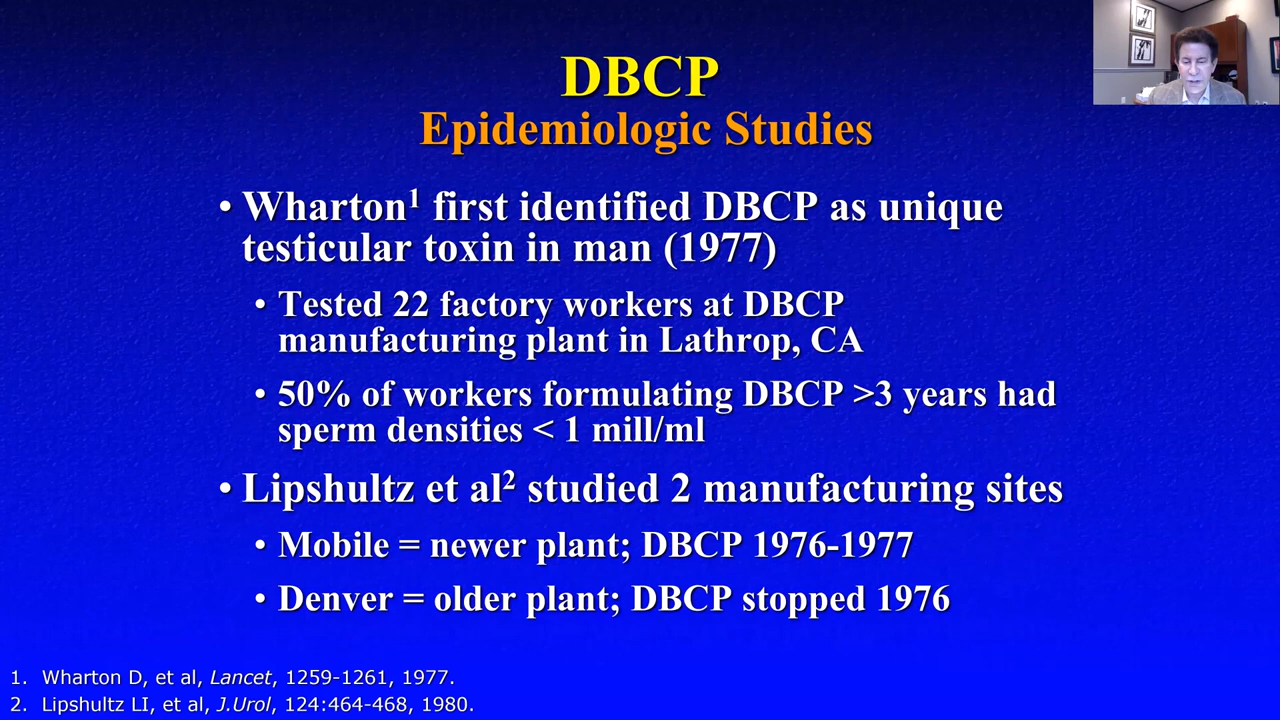 DBCP
Epidemiologic Studies
• Wharton¹ first identified DBCP as unique
testicular toxin in man (1977)
• Tested 22 factory workers at DBCP
manufacturing plant in Lathrop, CA
• 50% of workers formulating DBCP >3 years had
sperm densities < 1 mill/ml
• Lipshultz et al² studied 2 manufacturing sites
• Mobile = newer plant; DBCP 1976-1977
• Denver = older plant; DBCP stopped 1976
1. Wharton D, et al, Lancet, 1259-1261, 1977.
2. Lipshultz LI, et al, J.Urol, 124:464-468, 1980.